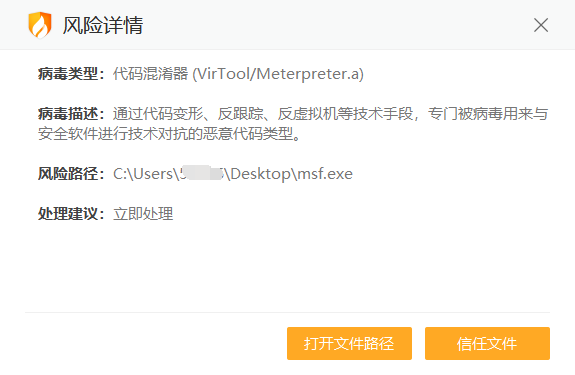 风险详情
病毒类型：代码混淆器 (VirTool/Meterpreter.a)
病毒描述：通过代码变形、反跟踪、反虚拟机等技术手段，专门被病毒用来与
安全软件进行技术对抗的恶意代码类型。
风险路径：C:\Users\ \Desktop\msf.exe
处理建议：立即处理
打开文件路径
信任文件